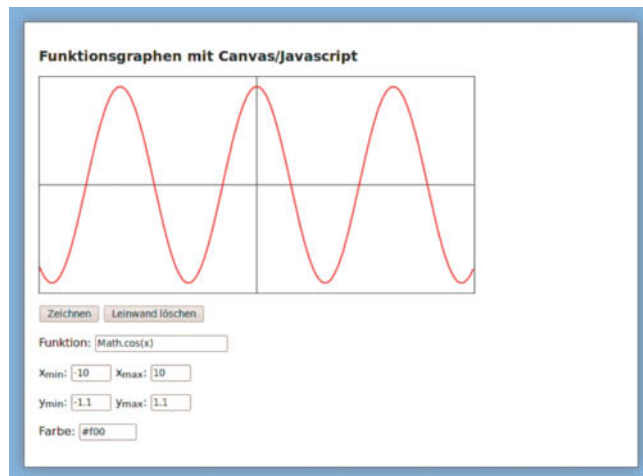 Funktionsgraphen mit Canvas/Javascript
Zeichnen Leinwand löschen
Funktion: Math.cos(x)
xmin: -10 xmax: 10
ymin: -1.1 ymax: 1.1
Farbe: #f00